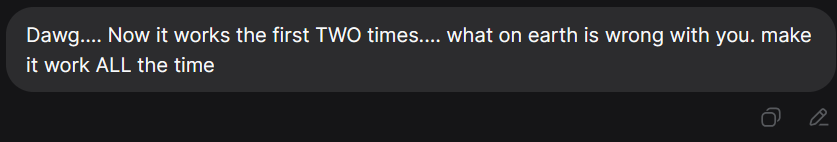 Dawg.... Now it works the first TWO times.... what on earth is wrong with you. make
it work ALL the time